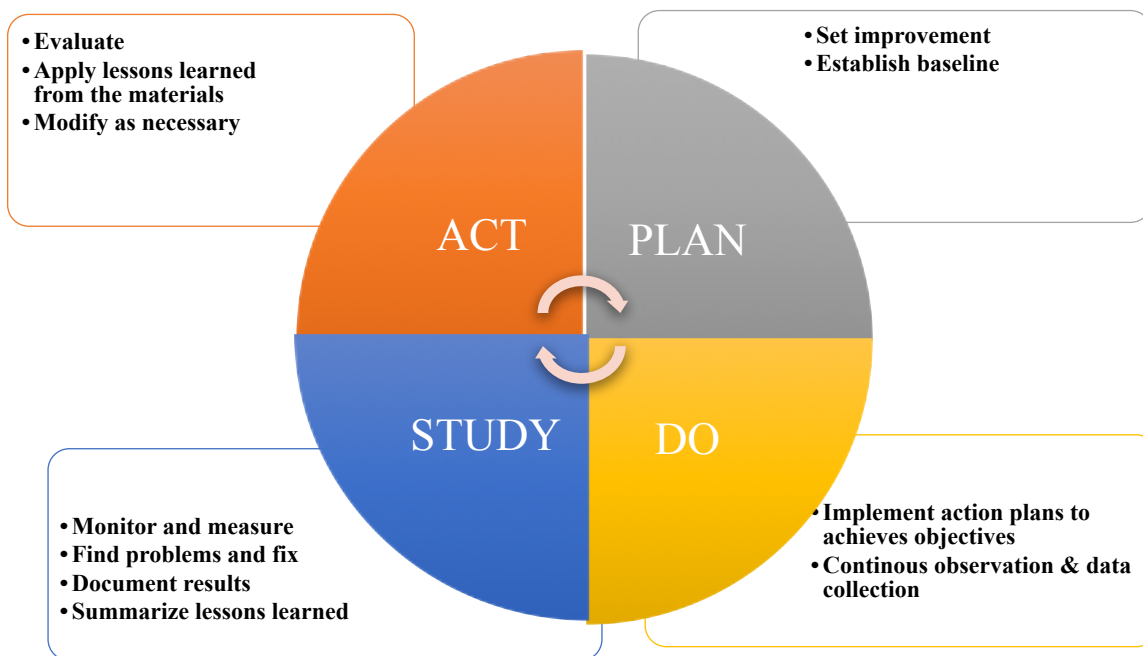 • Evaluate
• Apply lessons learned
from the materials
• Modify as necessary
• Set improvement
• Establish baseline
ACT
PLAN
STUDY
DO
• Monitor and measure
• Find problems and fix
• Document results
• Summarize lessons learned
• Implement action plans to
achieves objectives
• Continous observation & data
collection